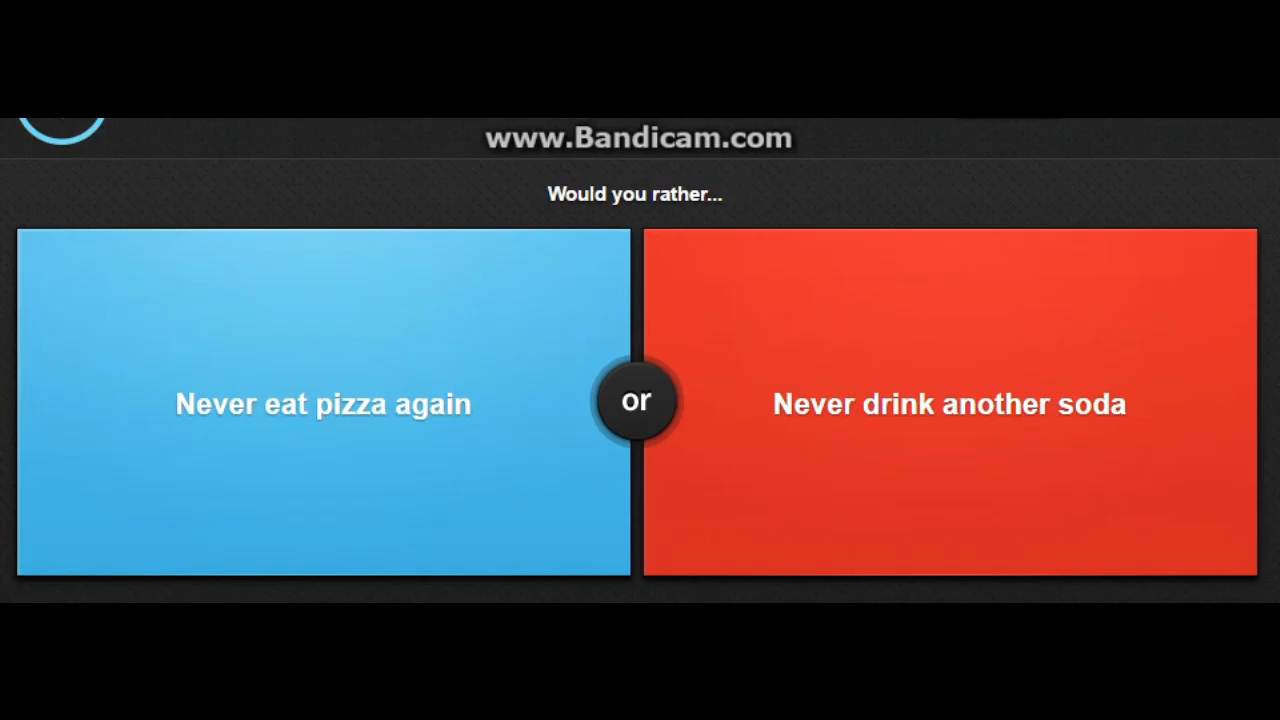 www.Bandicam.com
Would you rather...
Never eat pizza again
or
Never drink another soda